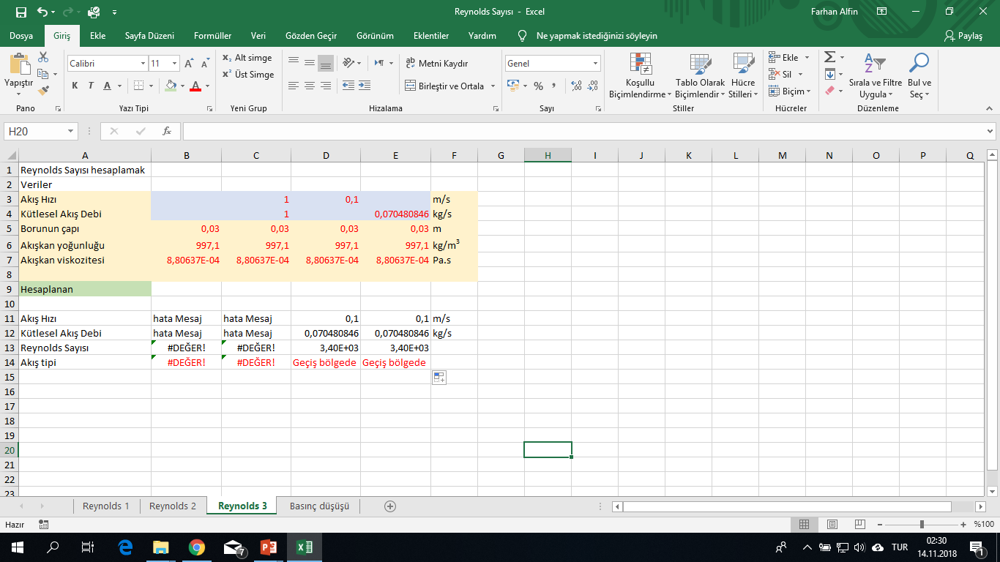 Reynolds Sayısı - Excel
Farhan Alfin
Dosya Giriş Ekle Sayfa Düzeni Formüller Veri Gözden Geçir Görünüm Eklentiler Yardım Ne yapmak istediğinizi söyleyin Paylaş
Yapıştır
Pano
Calibri 11
K T A A
Yazı Tipi
x₂ Alt simge
x² Üst Simge
Yeni Grup
Metni Kaydır
Birleştir ve Ortala
Hizalama
Genel
%
Sayı
Koşullu Biçimlendirme
Tablo Olarak Biçimlendir
Hücre Stilleri
Stiller
Ekle
Sil
Biçim
Hücreler
Sırala ve Filtre Uygula
Bul ve Seç
Düzenleme
H20 fx
A B C D E F G H I J K L M N O P Q
1 Reynolds Sayısı hesaplamak
2 Veriler
3 Akış Hızı 1 0,1 m/s
4 Kütlesel Akış Debi 1 0,070480846 kg/s
5 Borunun çapı 0,03 0,03 0,03 0,03 m
6 Akışkan yoğunluğu 997,1 997,1 997,1 997,1 kg/m³
7 Akışkan viskozitesi 8,80637E-04 8,80637E-04 8,80637E-04 8,80637E-04 Pa.s
8
9 Hesaplanan
10
11 Akış Hızı hata Mesaj hata Mesaj 0,1 0,1 m/s
12 Kütlesel Akış Debi hata Mesaj hata Mesaj 0,070480846 0,070480846 kg/s
13 Reynolds Sayısı #DEĞER! #DEĞER! 3,40E+03 3,40E+03
14 Akış tipi #DEĞER! #DEĞER! Geçiş bölgede Geçiş bölgede
15
16
17
18
19
20
21
22
23
Reynolds 1 Reynolds 2 Reynolds 3 Basınç düşüşü
Hazır
%100
7
TUR
02:30
14.11.2018
1